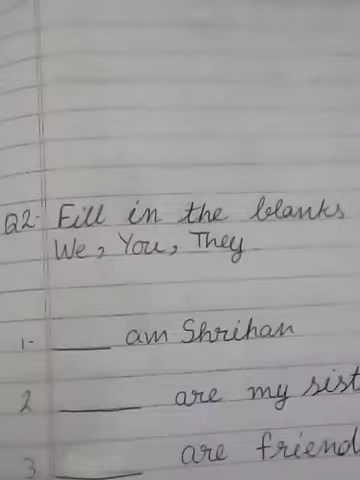 Q2- Fill in the blanks
We, You, They
1- ____ am Shrihan
2 ____ are my sist
3 ____ are friend